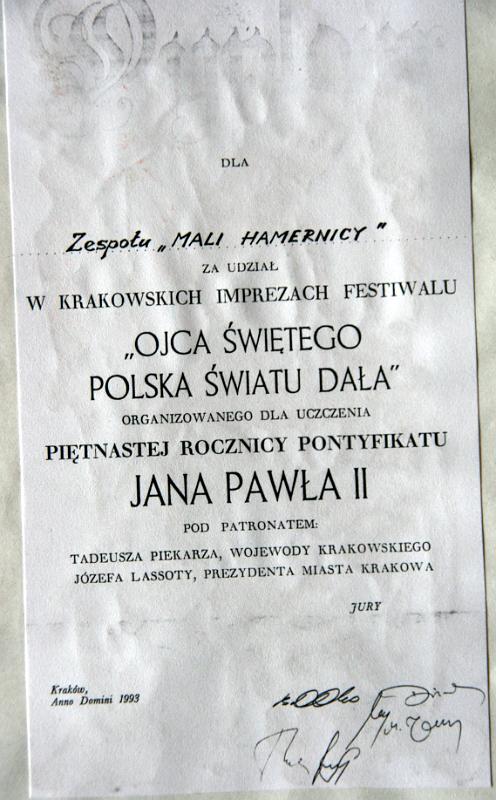 DLA
Zespołu „MALI HAMERNICY"
ZA UDZIAŁ
W KRAKOWSKICH IMPREZACH FESTIWALU
„OJCA ŚWIĘTEGO
POLSKA ŚWIATU DAŁA"
ORGANIZOWANEGO DLA UCZCZENIA
PIĘTNASTEJ ROCZNICY PONTYFIKATU
JANA PAWŁA II
POD PATRONATEM:
TADEUSZA PIEKARZA, WOJEWODY KRAKOWSKIEGO
JÓZEFA LASSOTY, PREZYDENTA MIASTA KRAKOWA
JURY
Kraków,
Anno Domini 1993